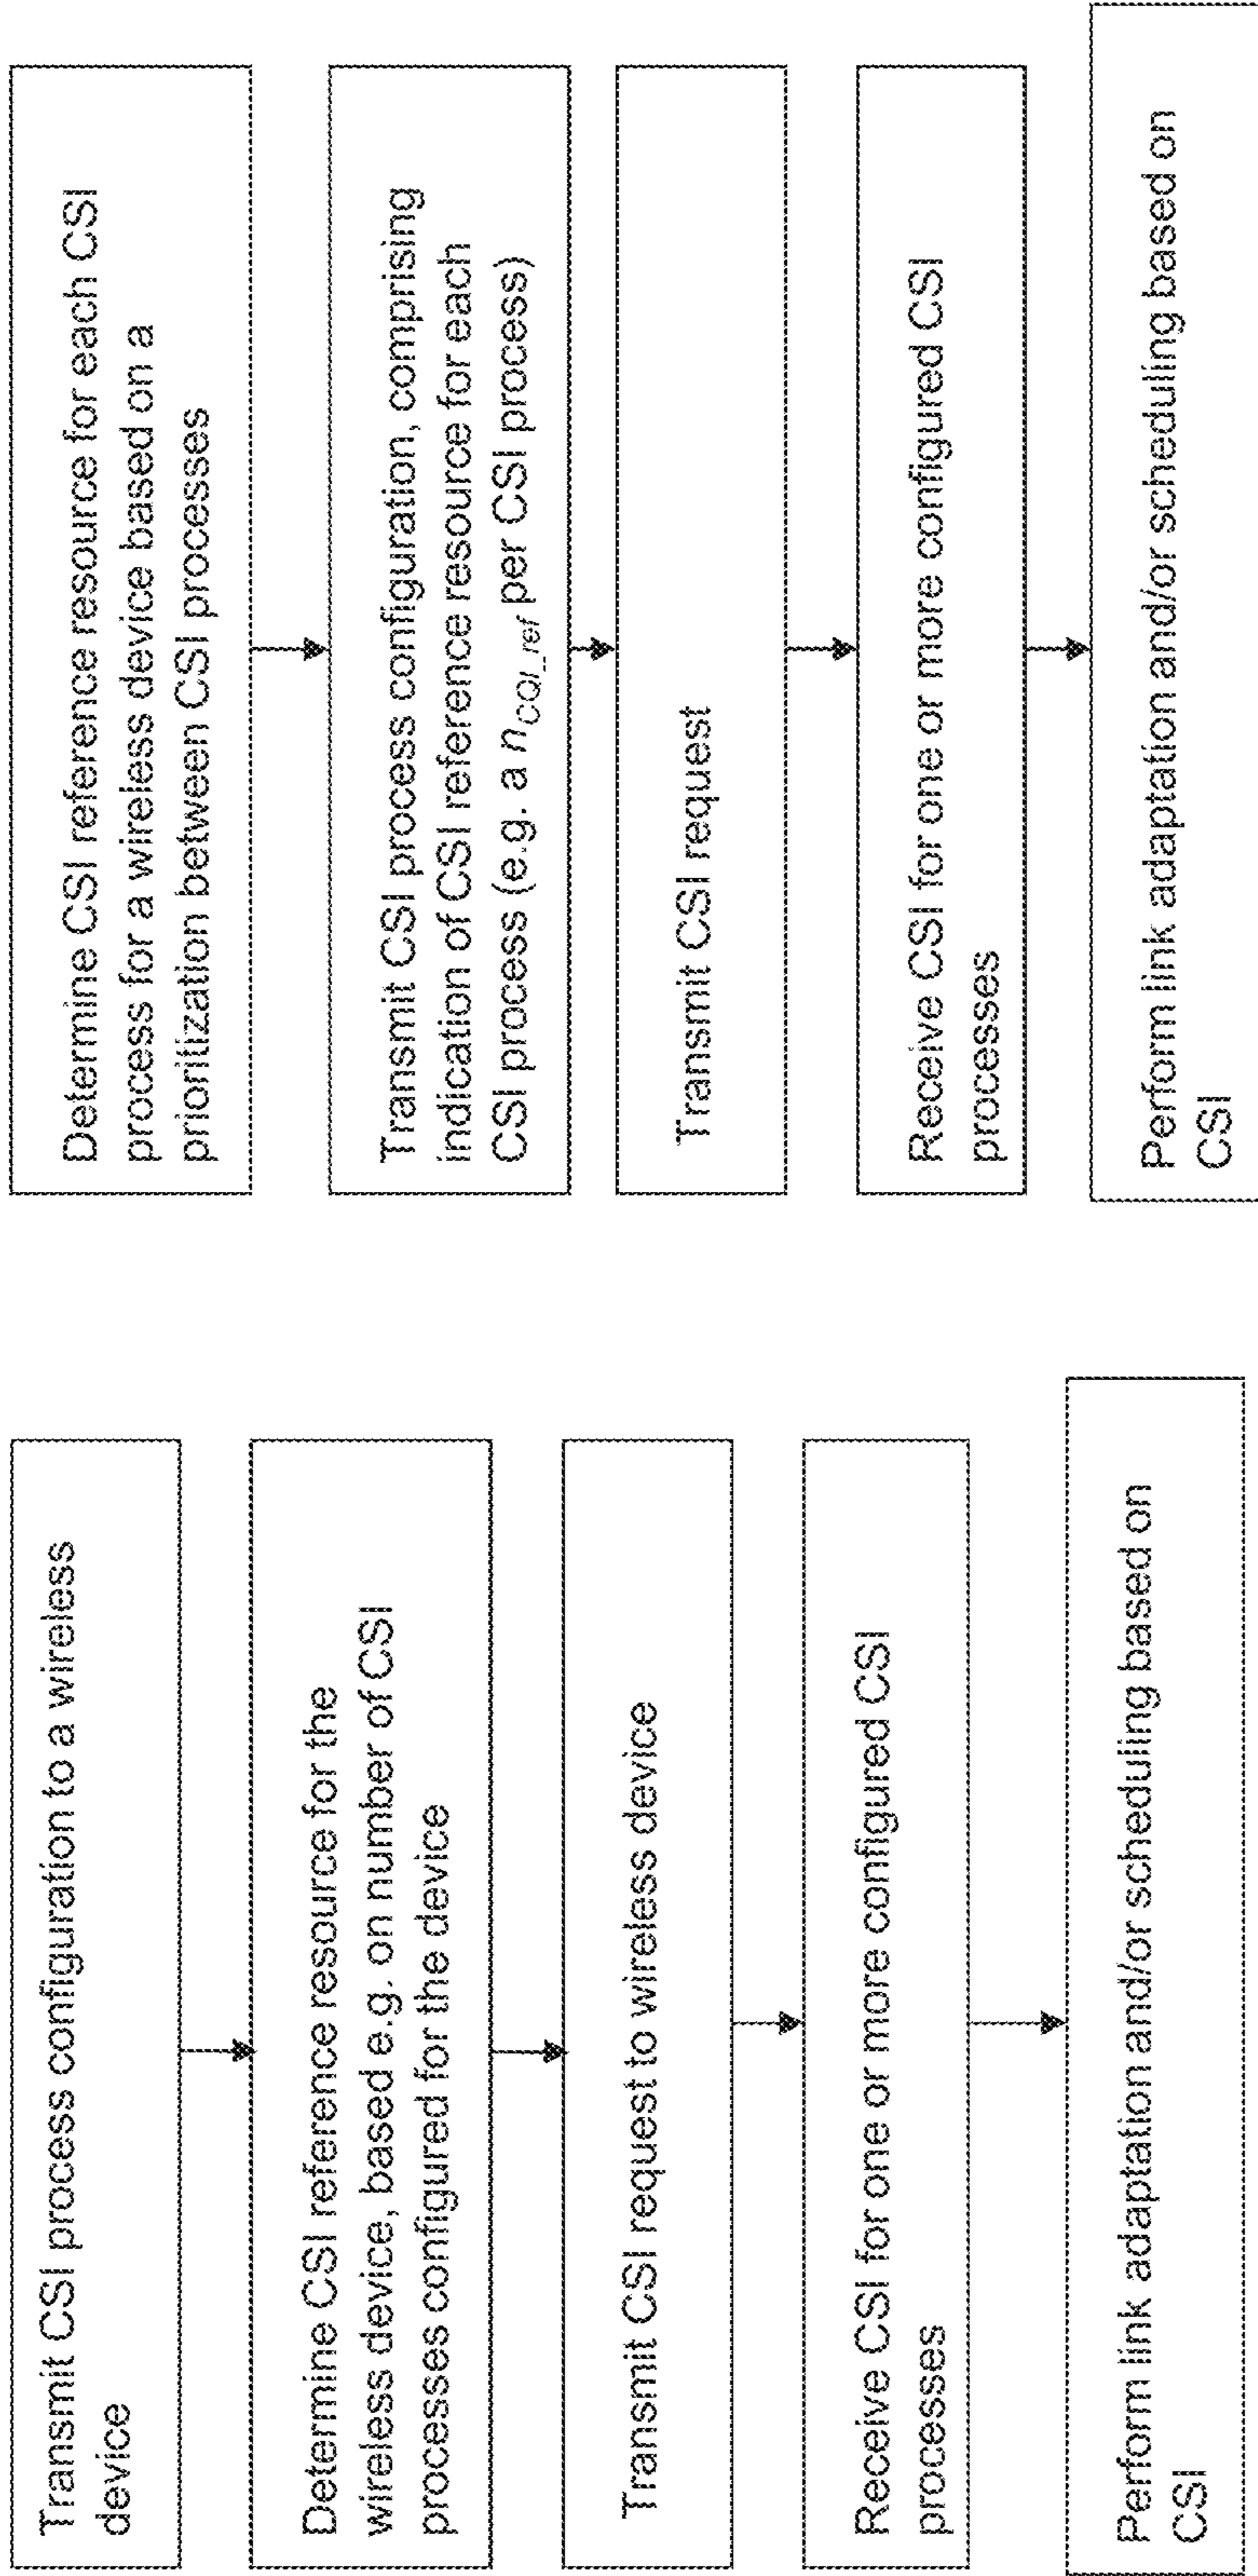 Transmit CSI process configuration to a wireless
device
Determine CSI reference resource for the
wireless device, based e.g. on number of CSI
processes configured for the device
Transmit CSI request to wireless device
Receive CSI for one or more configured CSI
processes
Perform link adaptation and/or scheduling based on
CSI
Determine CSI reference resource for each CSI
process for a wireless device based on a
prioritization between CSI processes
Transmit CSI process configuration, comprising
indication of CSI reference resource for each
CSI process (e.g. a nCQI_ref per CSI process)
Transmit CSI request
Receive CSI for one or more configured CSI
processes
Perform link adaptation and/or scheduling based on
CSI